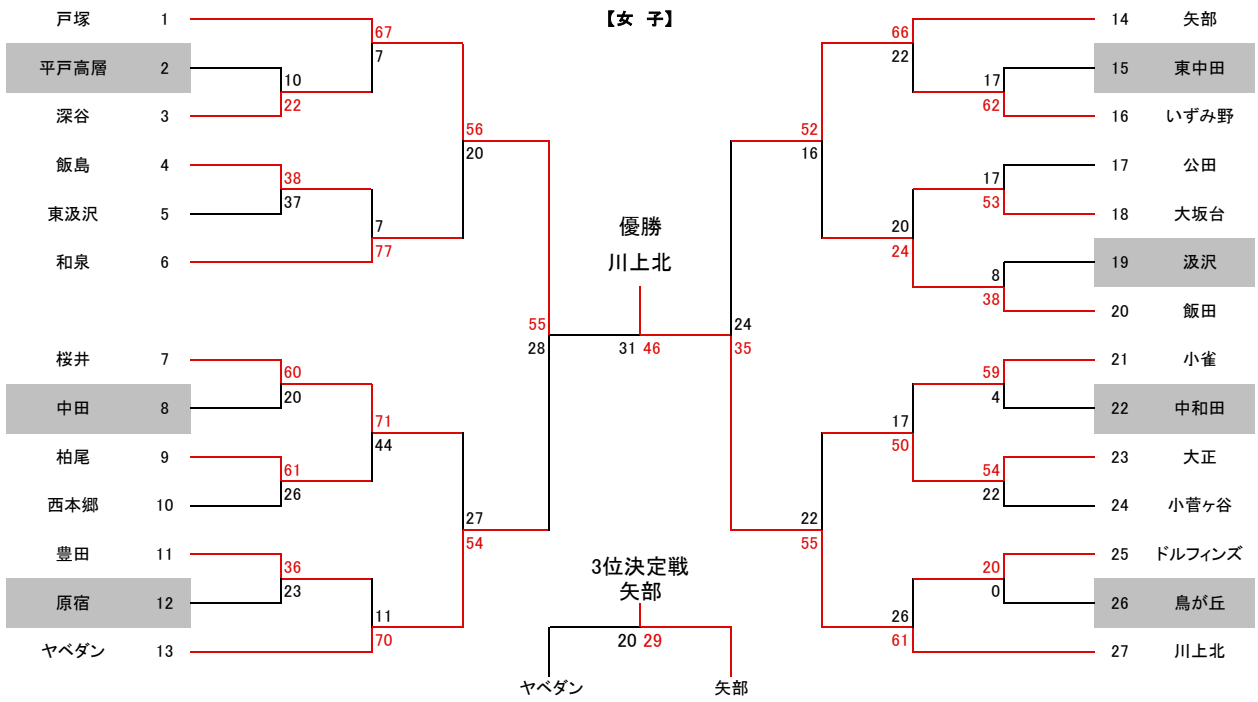 【女 子】
戸塚 1
平戸高層 2
深谷 3
飯島 4
東汲沢 5
和泉 6
桜井 7
中田 8
柏尾 9
西本郷 10
豊田 11
原宿 12
ヤベダン 13
67
7
10
22
38
37
7
77
56
20
60
20
71
44
61
26
36
23
11
70
27
54
55
28
優勝
川上北
31 46
3位決定戦
矢部
20 29
ヤベダン 矢部
24
35
52
16
66
22
17
62
17
53
20
24
8
38
59
4
17
50
54
22
22
55
20
0
26
61
14 矢部
15 東中田
16 いずみ野
17 公田
18 大坂台
19 汲沢
20 飯田
21 小雀
22 中和田
23 大正
24 小菅ヶ谷
25 ドルフィンズ
26 鳥が丘
27 川上北